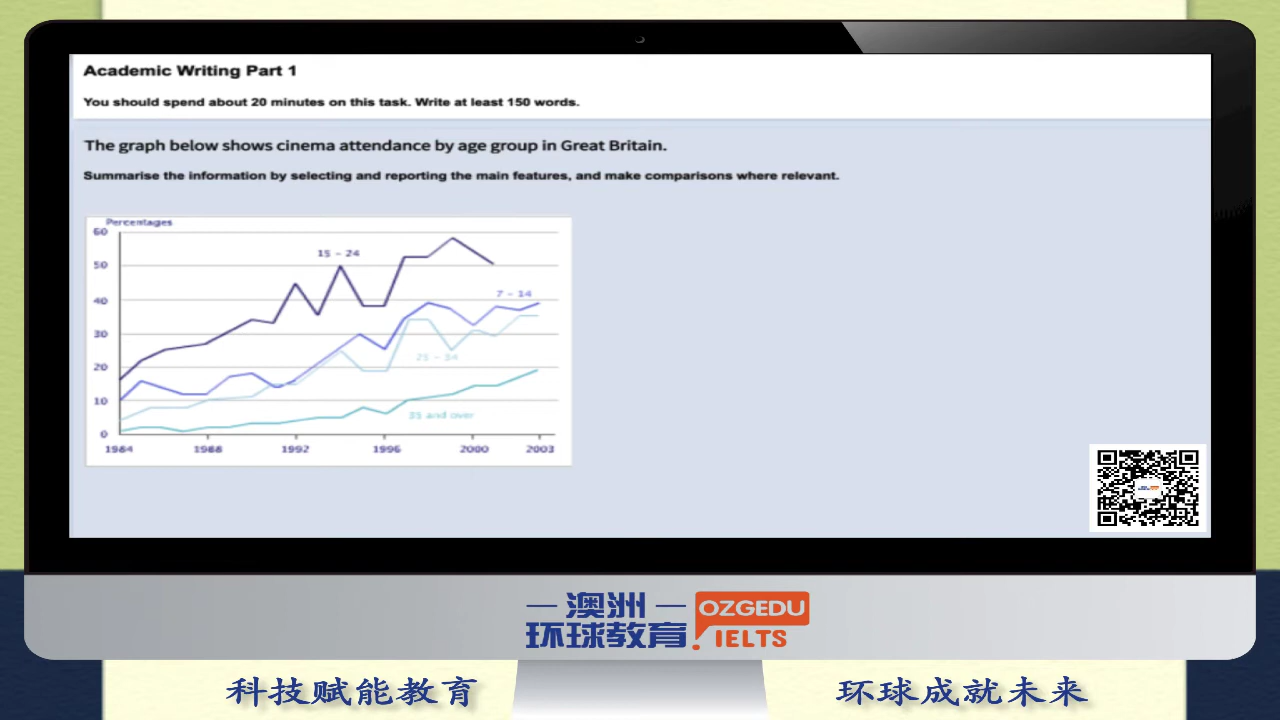 Academic Writing Part 1
You should spend about 20 minutes on this task. Write at least 150 words.
The graph below shows cinema attendance by age group in Great Britain.
Summarise the information by selecting and reporting the main features, and make comparisons where relevant.
Percentages
60
50
40
30
20
10
0
15 – 24
7 – 14
25 – 34
35 and over
1984 1988 1992 1996 2000 2003
澳洲
环球教育
OZGEDU
IELTS
科技赋能教育
环球成就未来